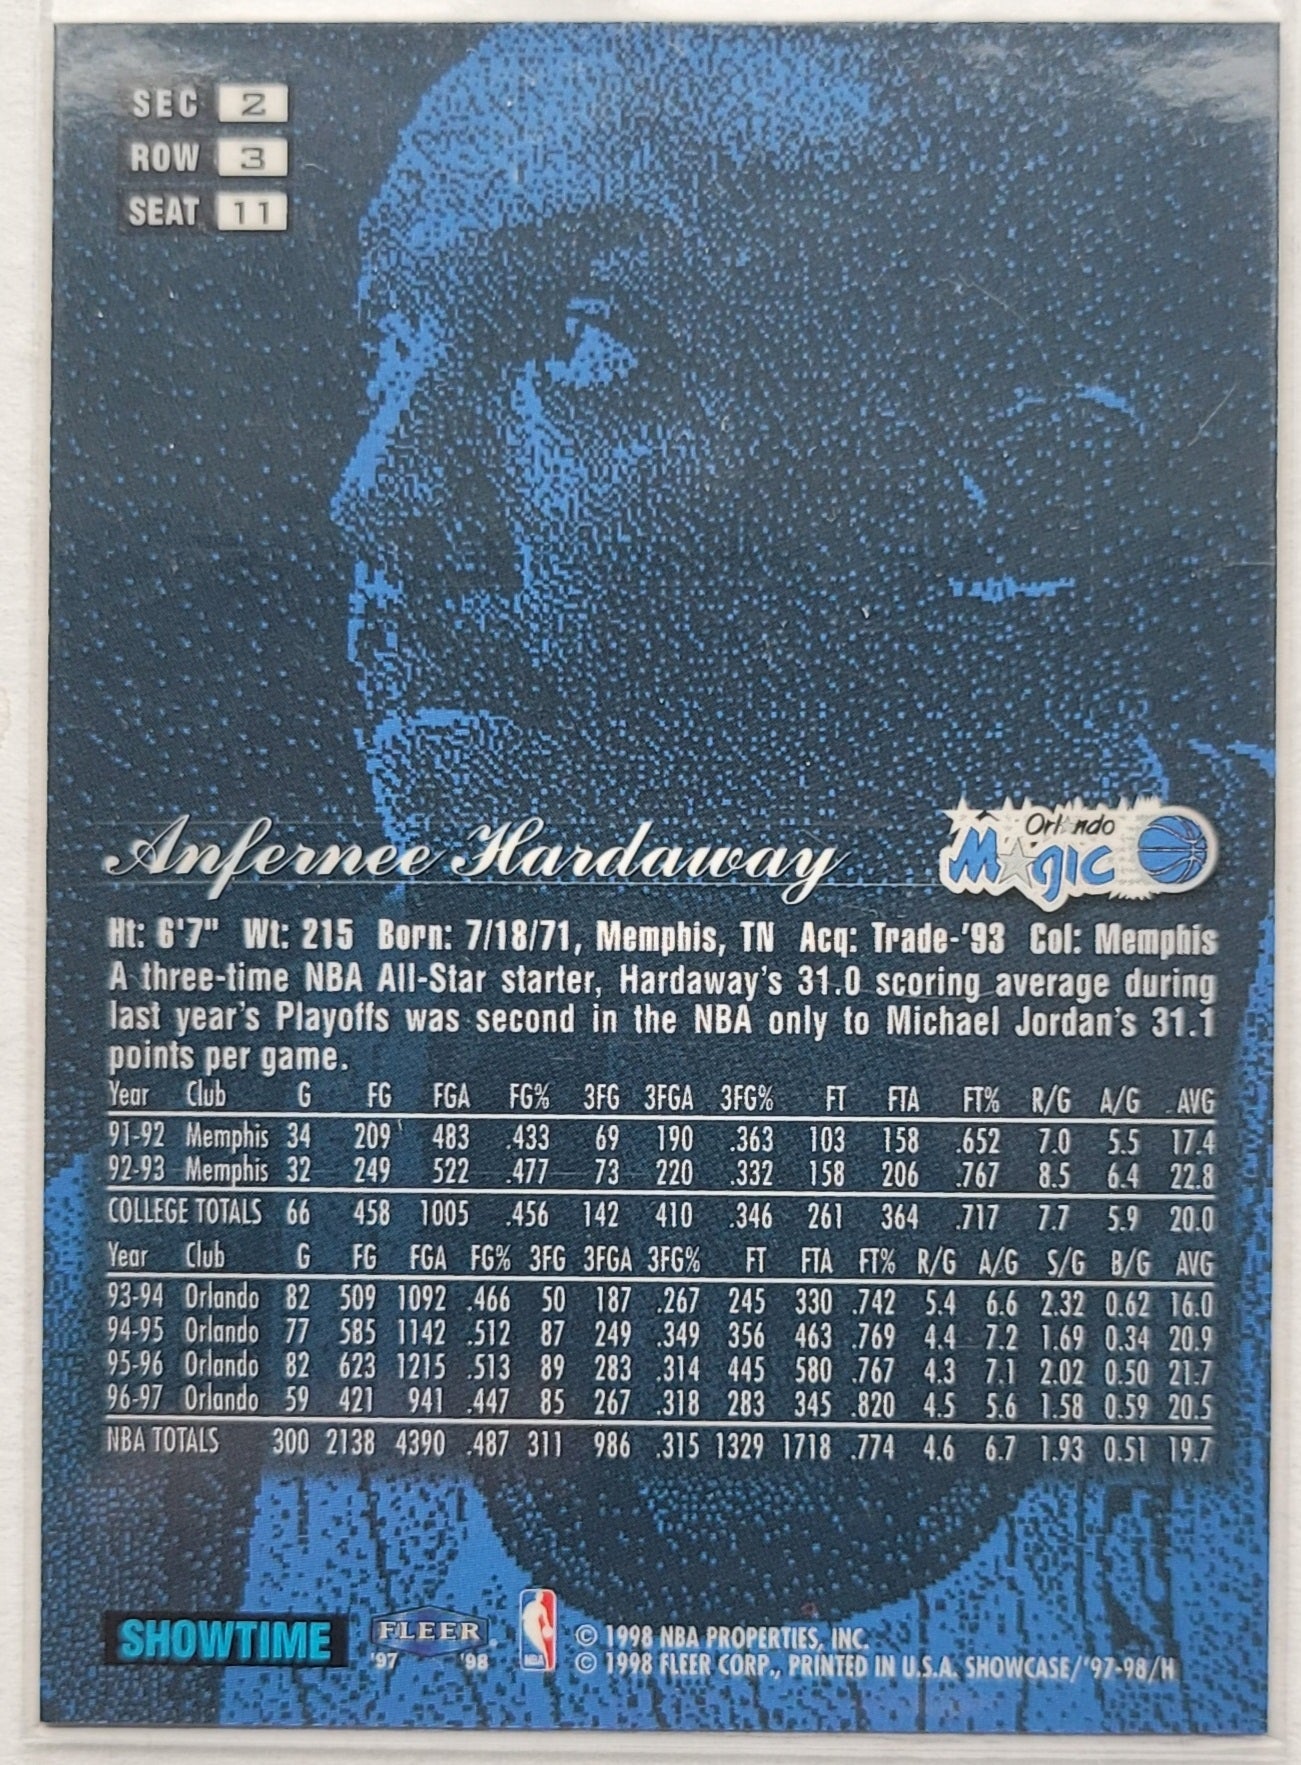 SEC 2
ROW 3
SEAT 11
Anfernee Hardaway
Orlando
Magic
Ht: 6'7" Wt: 215 Born: 7/18/71, Memphis, TN Acq: Trade-'93 Col: Memphis
A three-time NBA All-Star starter, Hardaway's 31.0 scoring average during
last year's Playoffs was second in the NBA only to Michael Jordan's 31.1
points per game.
Year Club G FG FGA FG% 3FG 3FGA 3FG% FT FTA FT% R/G A/G AVG
91-92 Memphis 34 209 483 .433 69 190 .363 103 158 .652 7.0 5.5 17.4
92-93 Memphis 32 249 522 .477 73 220 .332 158 206 .767 8.5 6.4 22.8
COLLEGE TOTALS 66 458 1005 .456 142 410 .346 261 364 .717 7.7 5.9 20.0
Year Club G FG FGA FG% 3FG 3FGA 3FG% FT FTA FT% R/G A/G S/G B/G AVG
93-94 Orlando 82 509 1092 .466 50 187 .267 245 330 .742 5.4 6.6 2.32 0.62 16.0
94-95 Orlando 77 585 1142 .512 87 249 .349 356 463 .769 4.4 7.2 1.69 0.34 20.9
95-96 Orlando 82 623 1215 .513 89 283 .314 445 580 .767 4.3 7.1 2.02 0.50 21.7
96-97 Orlando 59 421 941 .447 85 267 .318 283 345 .820 4.5 5.6 1.58 0.59 20.5
NBA TOTALS 300 2138 4390 .487 311 986 .315 1329 1718 .774 4.6 6.7 1.93 0.51 19.7
SHOWTIME
FLEER
'97 '98
NBA
© 1998 NBA PROPERTIES, INC.
© 1998 FLEER CORP., PRINTED IN U.S.A. SHOWCASE/'97-98/H